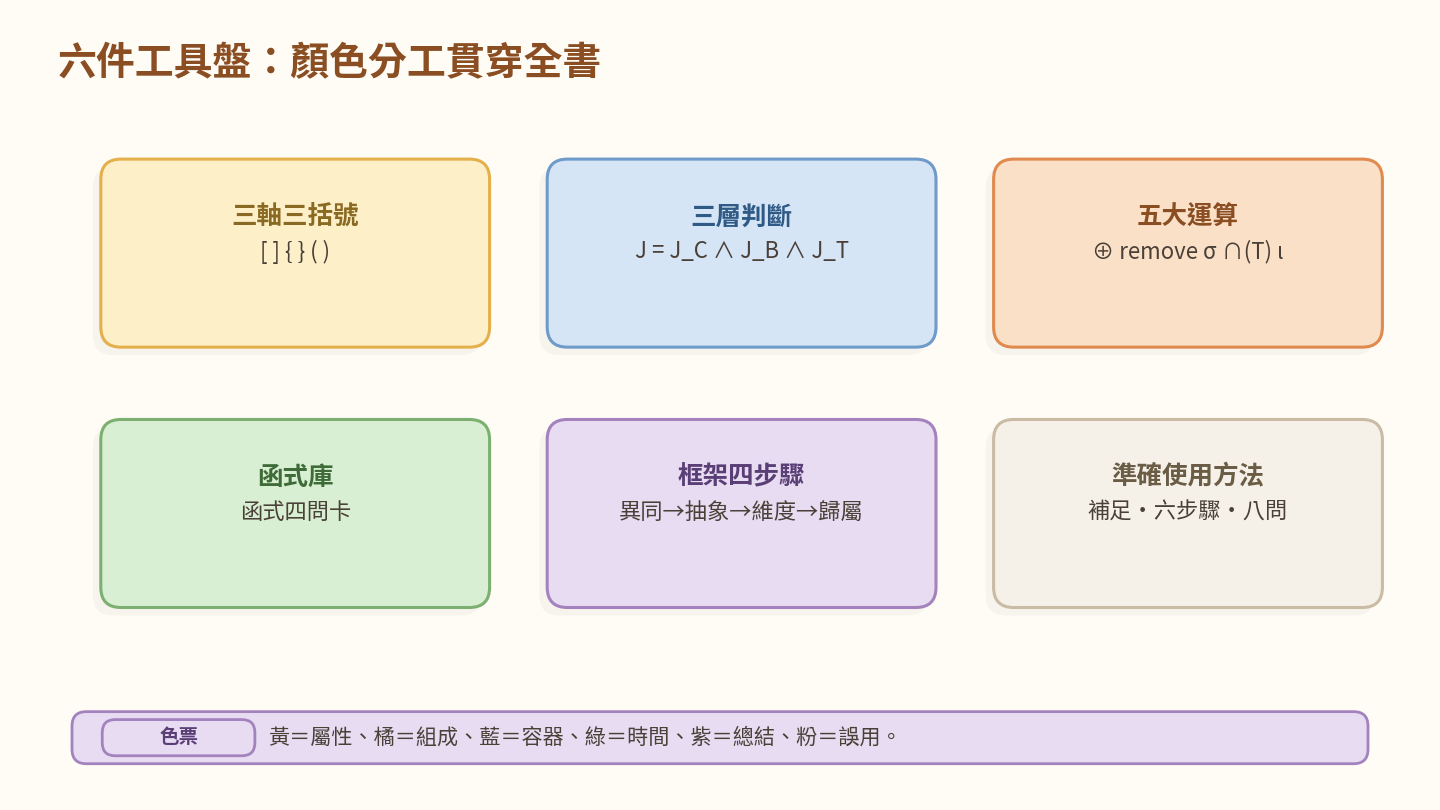 六件工具盤：顏色分工貫穿全書
三軸三括號
[ ] { } ( )
三層判斷
J = J_C ∧ J_B ∧ J_T
五大運算
⊕ remove σ ∩(T) ι
函式庫
函式四問卡
框架四步驟
異同→抽象→維度→歸屬
準確使用方法
補足・六步驟・八問
色票
黃＝屬性、橘＝組成、藍＝容器、綠＝時間、紫＝總結、粉＝誤用。